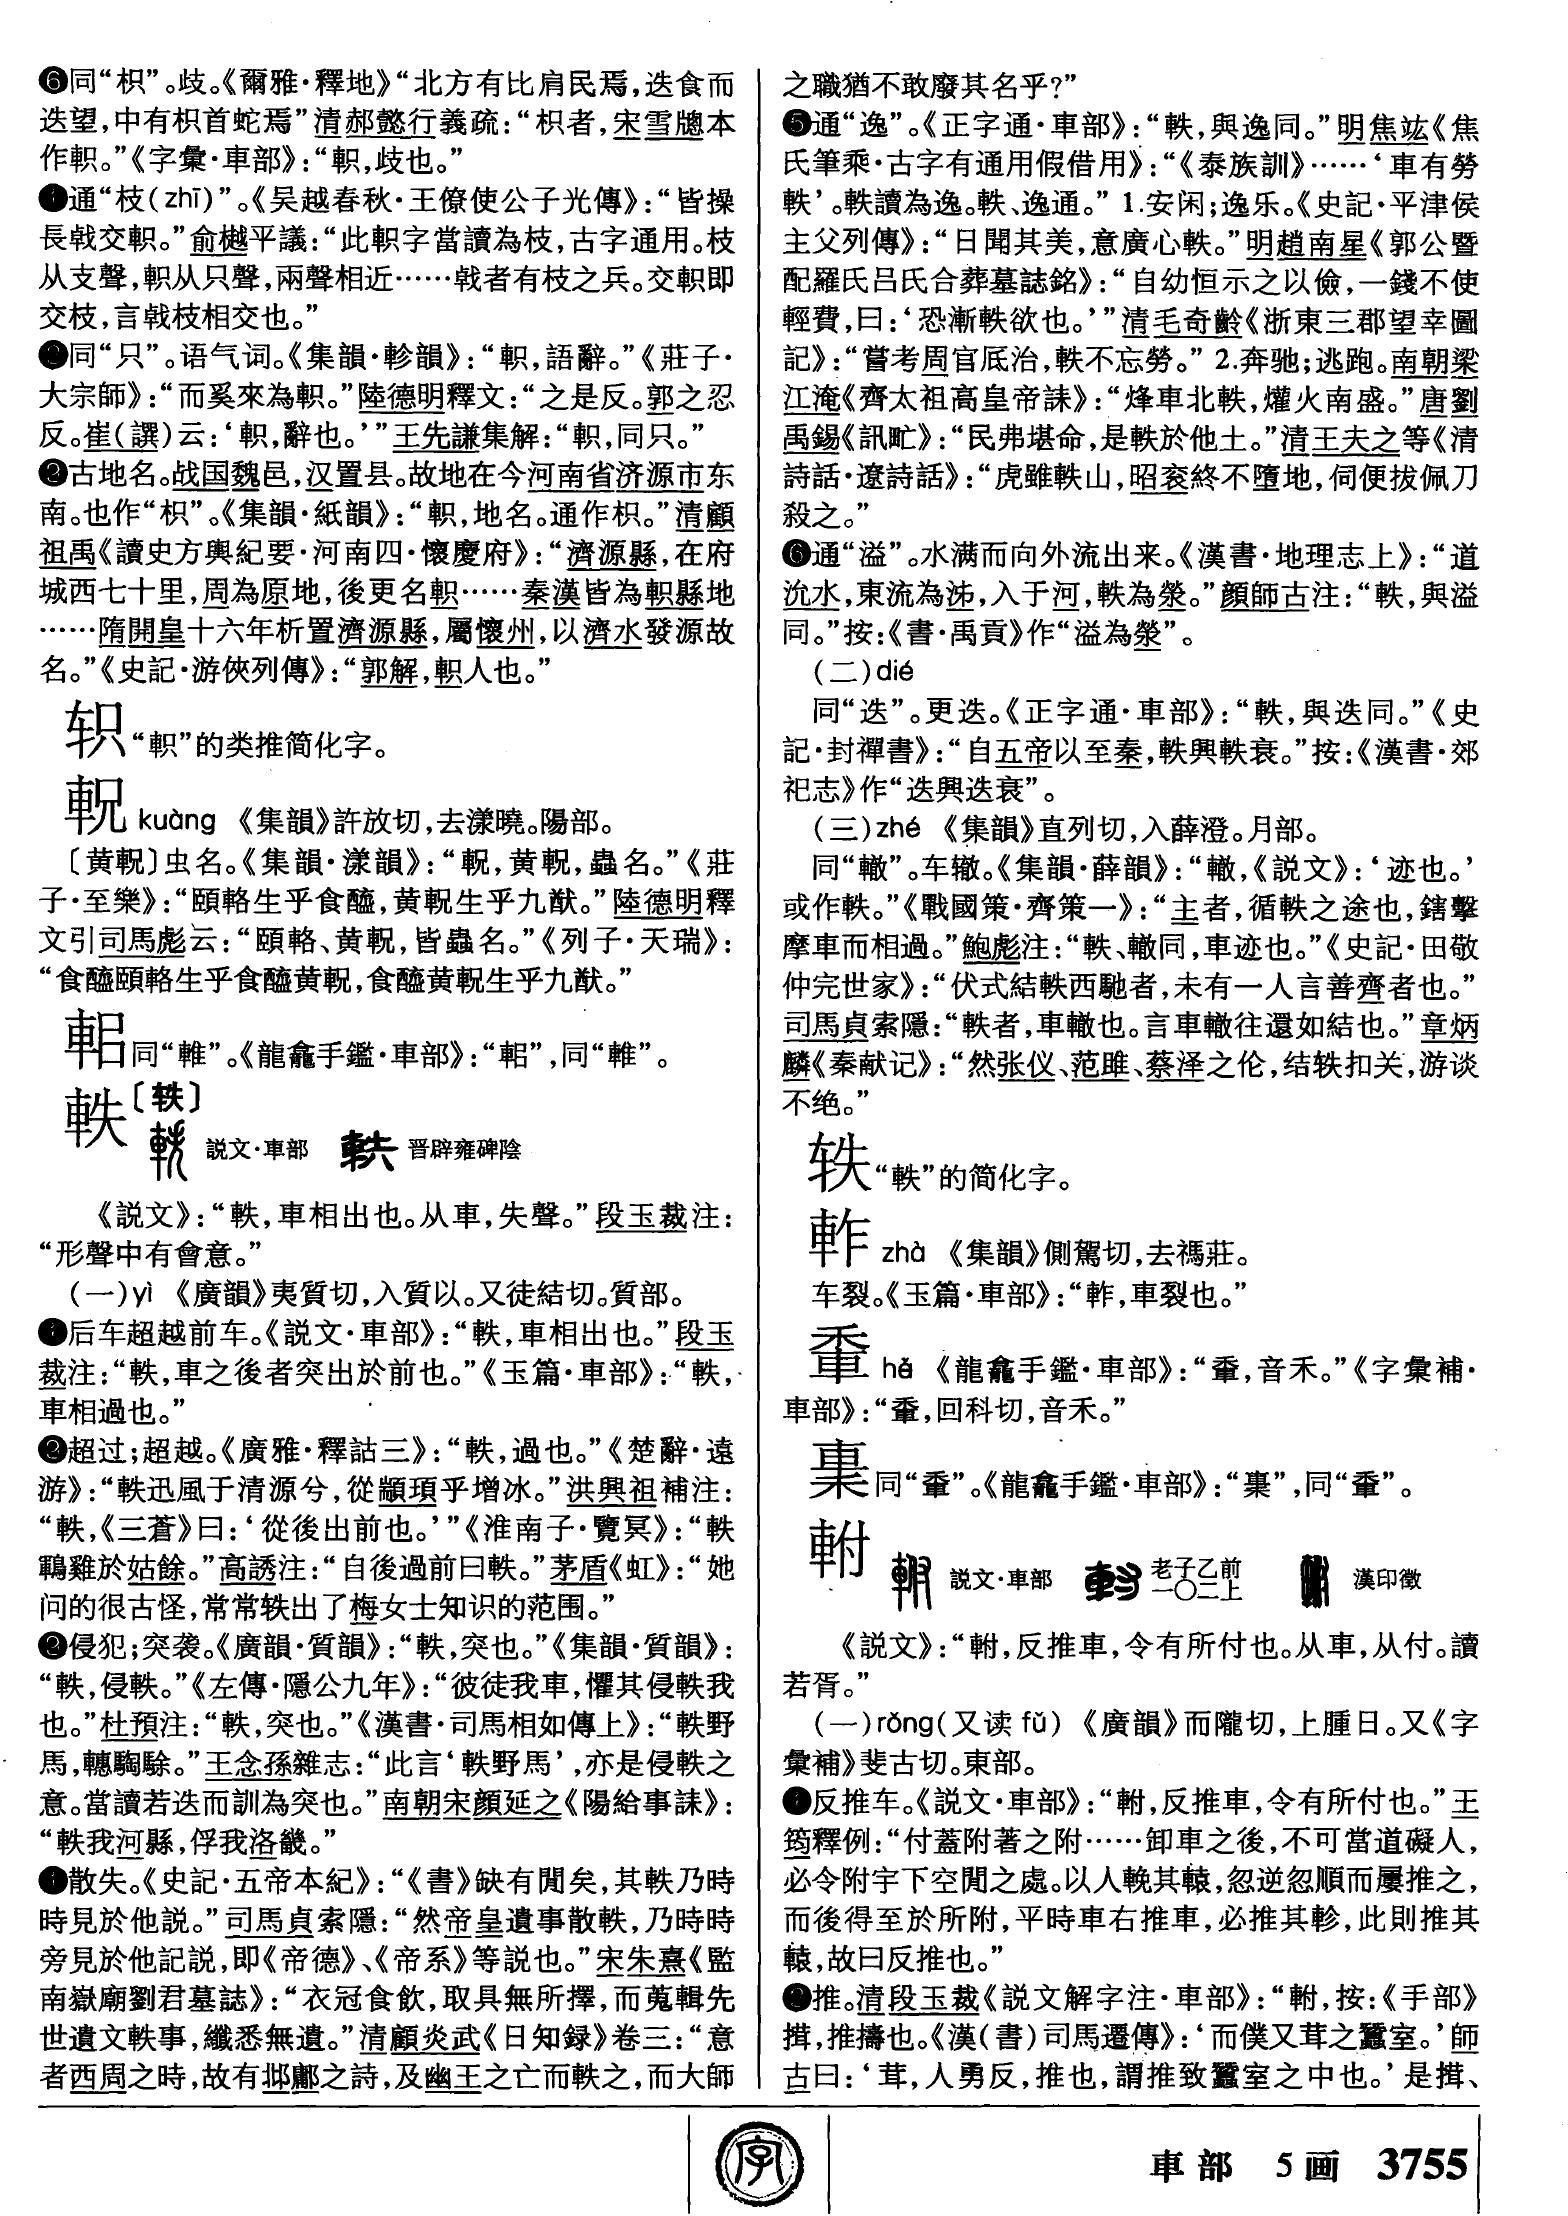 ❻同“枳”。歧。《爾雅·釋地》“北方有比肩民焉,迭食而
迭望,中有枳首蛇焉”清郝懿行義疏:“枳者,宋雪牕本
作軹。”《字彙·車部》:“軹,歧也。”
❼通“枝(zhī)”。《吴越春秋·王僚使公子光傳》:“皆操
長戟交軹。”俞樾平議:“此軹字當讀為枝,古字通用。枝
从支聲,軹从只聲,兩聲相近……戟者有枝之兵。交軹即
交枝,言戟枝相交也。”
❽同“只”。语气词。《集韻·軫韻》:“軹,語辭。”《莊子·
大宗師》:“而奚來為軹。”陸德明釋文:“之是反。郭之忍
反。崔(譔)云:‘軹,辭也。’”王先謙集解:“軹,同只。”
❾古地名。战国魏邑,汉置县。故地在今河南省济源市东
南。也作“枳”。《集韻·紙韻》:“軹,地名。通作枳。”清顧
祖禹《讀史方輿紀要·河南四·懷慶府》:“濟源縣,在府
城西七十里,周為原地,後更名軹……秦漢皆為軹縣地
……隋開皇十六年析置濟源縣,屬懷州,以濟水發源故
名。”《史記·游俠列傳》:“郭解,軹人也。”
轵“軹”的类推简化字。
軦 kuàng 《集韻》許放切,去漾曉。陽部。
〔黄軦〕虫名。《集韻·漾韻》:“軦,黄軦,蟲名。”《莊
子·至樂》:“頤輅生乎食醯,黄軦生乎九猷。”陸德明釋
文引司馬彪云:“頤輅、黄軦,皆蟲名。”《列子·天瑞》:
“食醯頤輅生乎食醯黄軦,食醯黄軦生乎九猷。”
同“䡔”。《龍龕手鑑·車部》:
軼〔轶〕
説文·車部 晋辟雍碑陰
《説文》:“軼,車相出也。从車,失聲。”段玉裁注:
“形聲中有會意。”
(一)yì 《廣韻》夷質切,入質以。又徒結切。質部。
❶后车超越前车。《説文·車部》:“軼,車相出也。”段玉
裁注:“軼,車之後者突出於前也。”《玉篇·車部》:“軼,
車相過也。”
❷超过;超越。《廣雅·釋詁三》:“軼,過也。”《楚辭·遠
游》:“軼迅風于清源兮,從顓頊乎增冰。”洪興祖補注:
“軼,《三蒼》曰:‘從後出前也。’”《淮南子·覽冥》:“軼
鶤雞於姑餘。”高誘注:“自後過前曰軼。”茅盾《虹》:“她
问的很古怪,常常轶出了梅女士知识的范围。”
❸侵犯;突袭。《廣韻·質韻》:“軼,突也。”《集韻·質韻》:
“軼,侵軼。”《左傳·隱公九年》:“彼徒我車,懼其侵軼我
也。”杜預注:“軼,突也。”《漢書·司馬相如傳上》:“軼野
馬,轊騊駼。”王念孫雜志:“此言‘軼野馬’,亦是侵軼之
意。當讀若迭而訓為突也。”南朝宋顔延之《陽給事誄》:
“軼我河縣,俘我洛畿。”
❹散失。《史記·五帝本紀》:“《書》缺有閒矣,其軼乃時
時見於他説。”司馬貞索隱:“然帝皇遺事散軼,乃時時
旁見於他記説,即《帝德》、《帝系》等説也。”宋朱熹《監
南嶽廟劉君墓誌》:“衣冠食飲,取具無所擇,而蒐輯先
世遺文軼事,纖悉無遺。”清顧炎武《日知録》卷三:“意
者西周之時,故有邶鄘之詩,及幽王之亡而軼之,而大師
之職猶不敢廢其名乎?”
❺通“逸”。《正字通·車部》:“軼,與逸同。”明焦竑《焦
氏筆乘·古字有通用假借用》:“《泰族訓》……‘車有勞
軼’。軼讀為逸。軼、逸通。” 1.安闲;逸乐。《史記·平津侯
主父列傳》:“日聞其美,意廣心軼。”明趙南星《郭公暨
配羅氏吕氏合葬墓誌銘》:“自幼恒示之以儉,一錢不使
輕費,曰:‘恐漸軼欲也。’”清毛奇齡《浙東三郡望幸圖
記》:“嘗考周官厎治,軼不忘勞。” 2.奔驰;逃跑。南朝梁
江淹《齊太祖高皇帝誄》:“烽車北軼,爟火南盛。”唐劉
禹錫《訊甿》:“民弗堪命,是軼於他土。”清王夫之等《清
詩話·遼詩話》:“虎雖軼山,昭衮終不墮地,伺便拔佩刀
殺之。”
❻通“溢”。水满而向外流出来。《漢書·地理志上》:“道
沇水,東流為泲,入于河,軼為滎。”顔師古注:“軼,與溢
同。”按:《書·禹貢》作“溢為滎”。
(二)dié
同“迭”。更迭。《正字通·車部》:“軼,與迭同。”《史
記·封禪書》:“自五帝以至秦,軼興軼衰。”按:《漢書·郊
祀志》作“迭興迭衰”。
(三)zhé 《集韻》直列切,入薛澄。月部。
同“轍”。车辙。《集韻·薛韻》:“轍,《説文》:‘迹也。’
或作軼。”《戰國策·齊策一》:“主者,循軼之途也,鎋擊
摩車而相過。”鮑彪注:“軼、轍同,車迹也。”《史記·田敬
仲完世家》:“伏式結軼西馳者,未有一人言善齊者也。”
司馬貞索隱:“軼者,車轍也。言車轍往還如結也。”章炳
麟《秦献记》:“然张仪、范雎、蔡泽之伦,结轶扣关,游谈
不绝。”
轶“軼”的简化字。
䡈 zhà 《集韻》側駕切,去禡莊。
车裂。《玉篇·車部》:“䡈,車裂也。”
hé 《龍龕手鑑·車部》:音禾。”《字彙補·
車部》:回科切,音禾。”
《龍龕手鑑·車部》:
軵 説文·車部 老子乙前一〇二上 漢印徵
《説文》:“軵,反推車,令有所付也。从車,从付。讀
若胥。”
(一)rǒng(又读fǔ) 《廣韻》而隴切,上腫日。又《字
彙補》斐古切。東部。
❶反推车。《説文·車部》:“軵,反推車,令有所付也。”王
筠釋例:“付蓋附著之附……卸車之後,不可當道礙人,
必令附宇下空閒之處。以人輓其轅,忽逆忽順而屢推之,
而後得至於所附,平時車右推車,必推其軫,此則推其
轅,故曰反推也。”
❷推。清段玉裁《説文解字注·車部》:“軵,按:《手部》
搑,推擣也。《漢(書)司馬遷傳》:‘而僕又茸之蠶室。’師
古曰:‘茸,人勇反,推也,謂推致蠶室之中也。’是搑、
字
車部 5画 3755